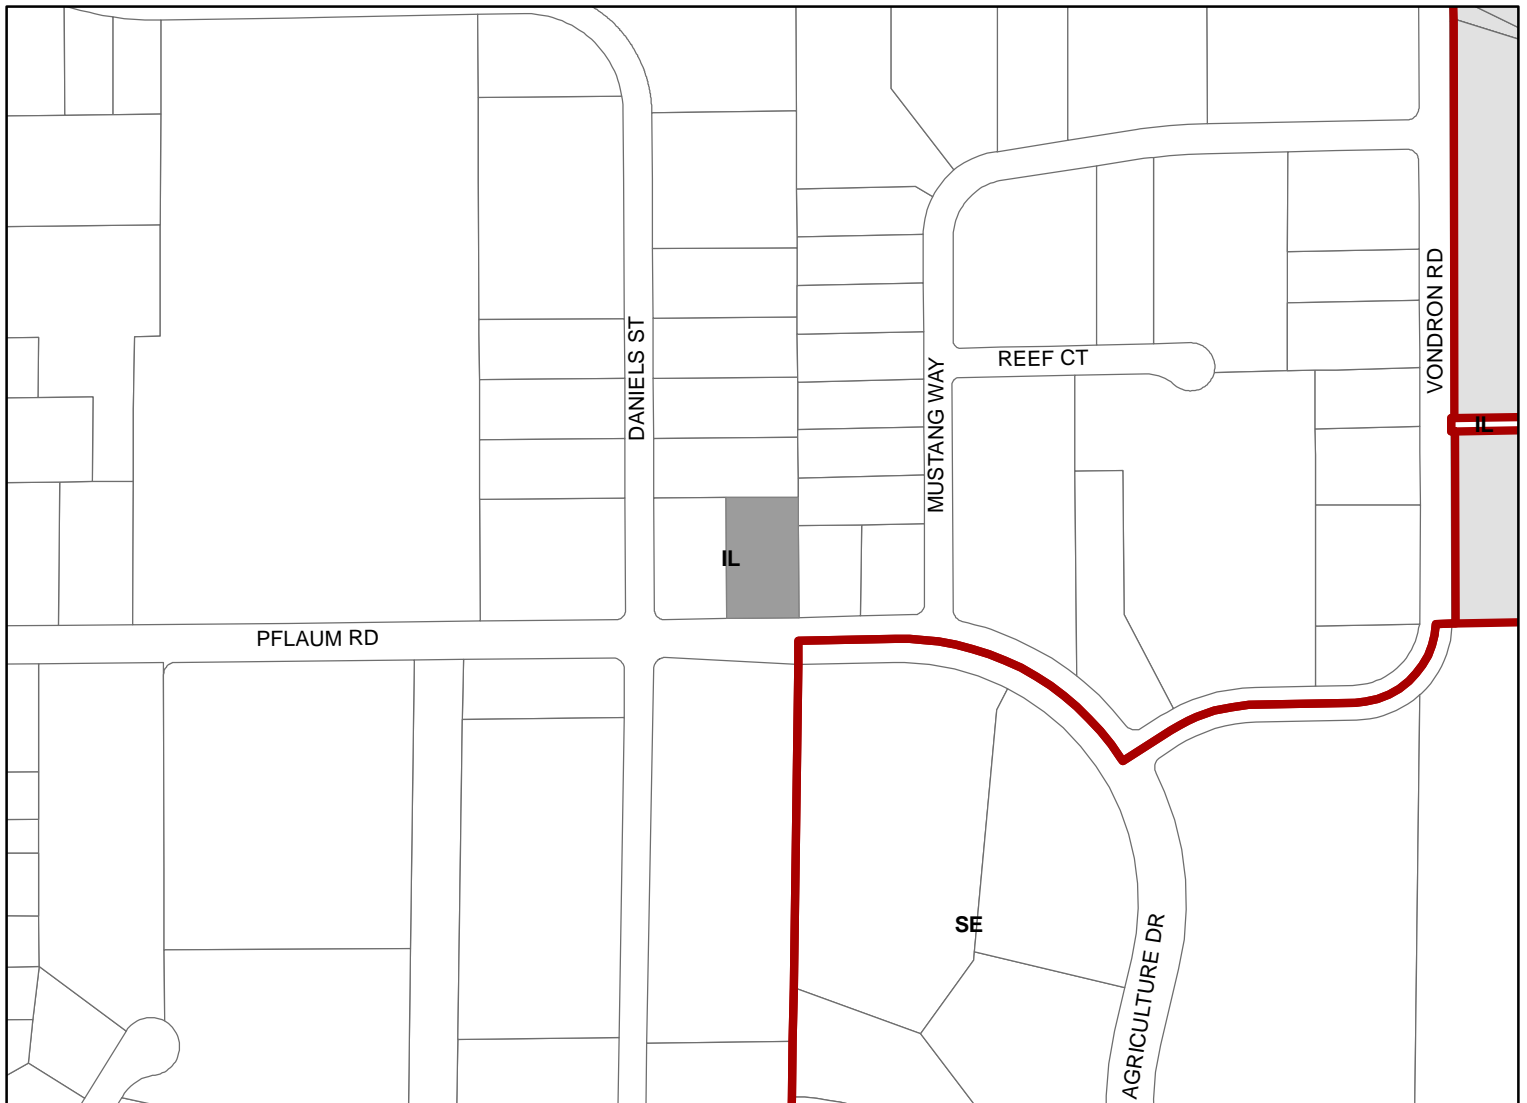 VONDRON RD
DANIELS ST
REEF CT
MUSTANG WAY
IL
IL
PFLAUM RD
SE
AGRICULTURE DR